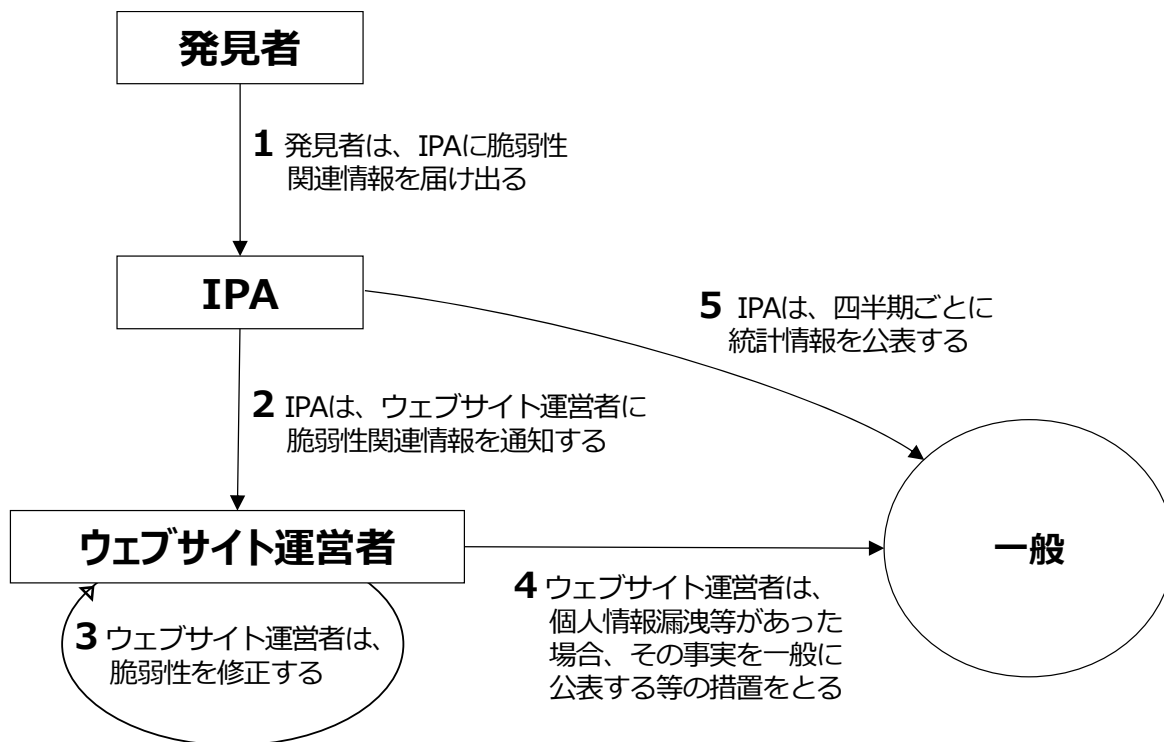 発見者
1 発見者は、IPAに脆弱性
関連情報を届け出る
IPA
5 IPAは、四半期ごとに
統計情報を公表する
2 IPAは、ウェブサイト運営者に
脆弱性関連情報を通知する
ウェブサイト運営者
一般
3 ウェブサイト運営者は、
脆弱性を修正する
4 ウェブサイト運営者は、
個人情報漏洩等があった
場合、その事実を一般に
公表する等の措置をとる